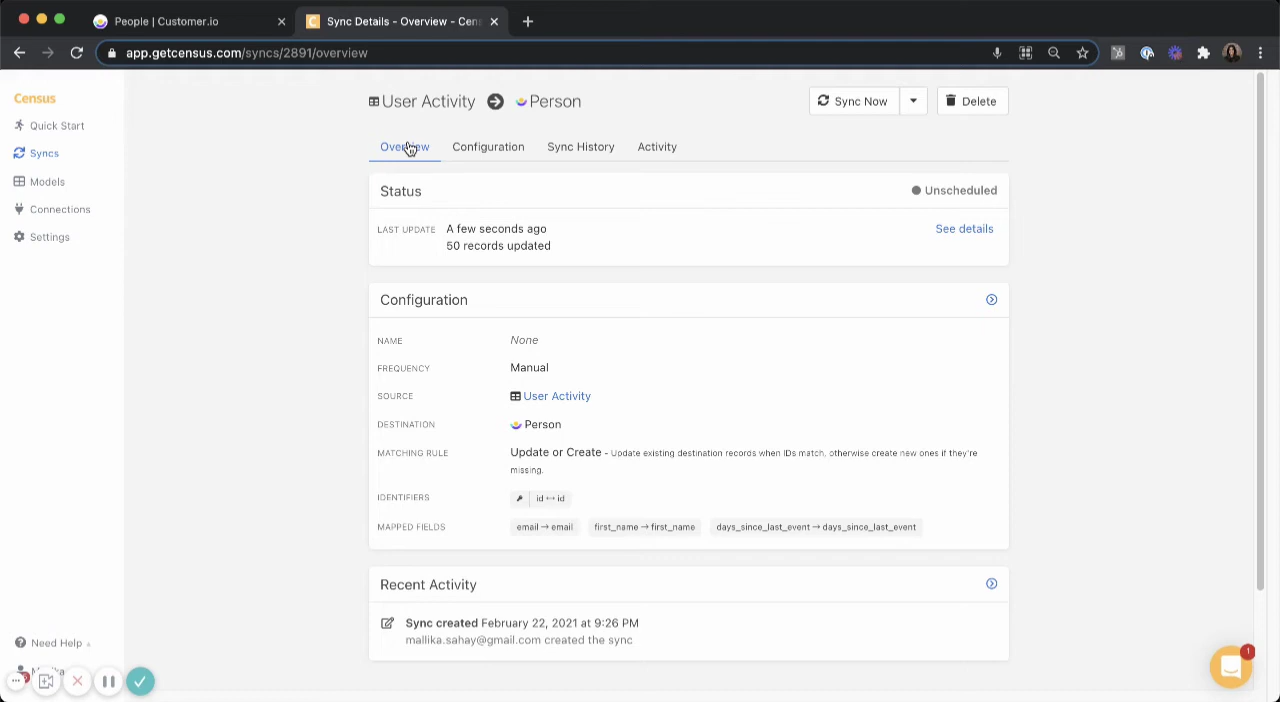 People | Customer.io
Sync Details - Overview - Cen
app.getcensus.com/syncs/2891/overview
Census
Quick Start
Syncs
Models
Connections
Settings
Need Help
User Activity Person
Sync Now
Delete
Overview Configuration Sync History Activity
Status
Unscheduled
LAST UPDATE A few seconds ago
50 records updated
See details
Configuration
NAME None
FREQUENCY Manual
SOURCE User Activity
DESTINATION Person
MATCHING RULE Update or Create - Update existing destination records when IDs match, otherwise create new ones if they're
missing.
IDENTIFIERS id ↔ id
MAPPED FIELDS email → email first_name → first_name days_since_last_event → days_since_last_event
Recent Activity
Sync created February 22, 2021 at 9:26 PM
mallika.sahay@gmail.com created the sync
1